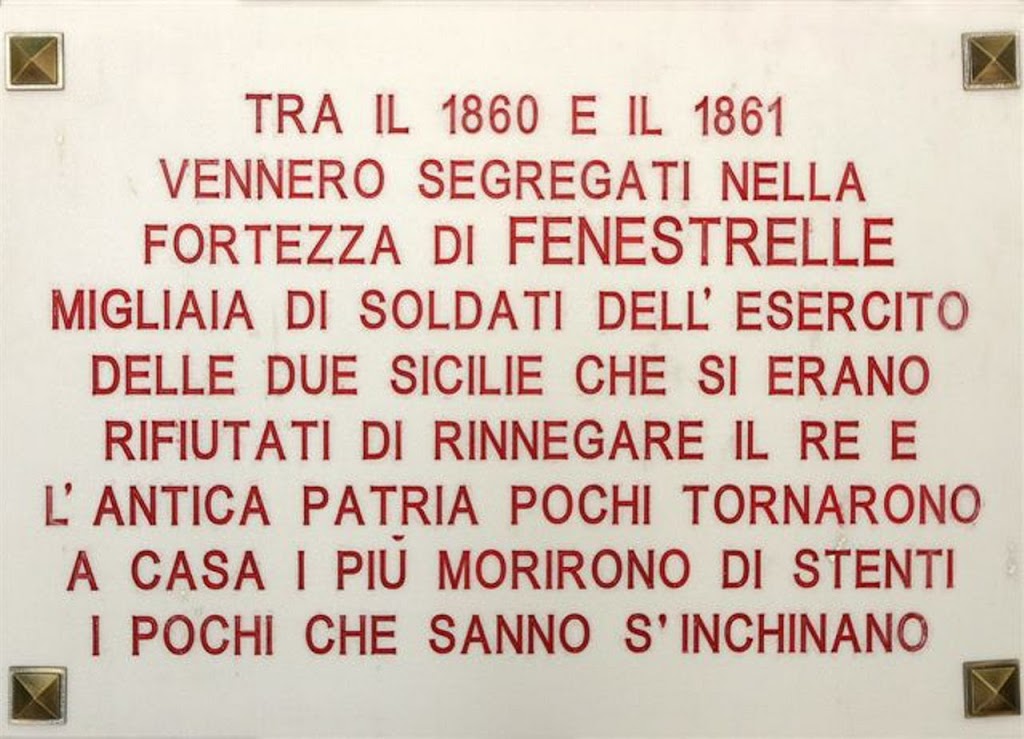 TRA IL 1860 E IL 1861
VENNERO SEGREGATI NELLA
FORTEZZA DI FENESTRELLE
MIGLIAIA DI SOLDATI DELL' ESERCITO
DELLE DUE SICILIE CHE SI ERANO
RIFIUTATI DI RINNEGARE IL RE E
L' ANTICA PATRIA POCHI TORNARONO
A CASA I PIÙ MORIRONO DI STENTI
I POCHI CHE SANNO S'INCHINANO